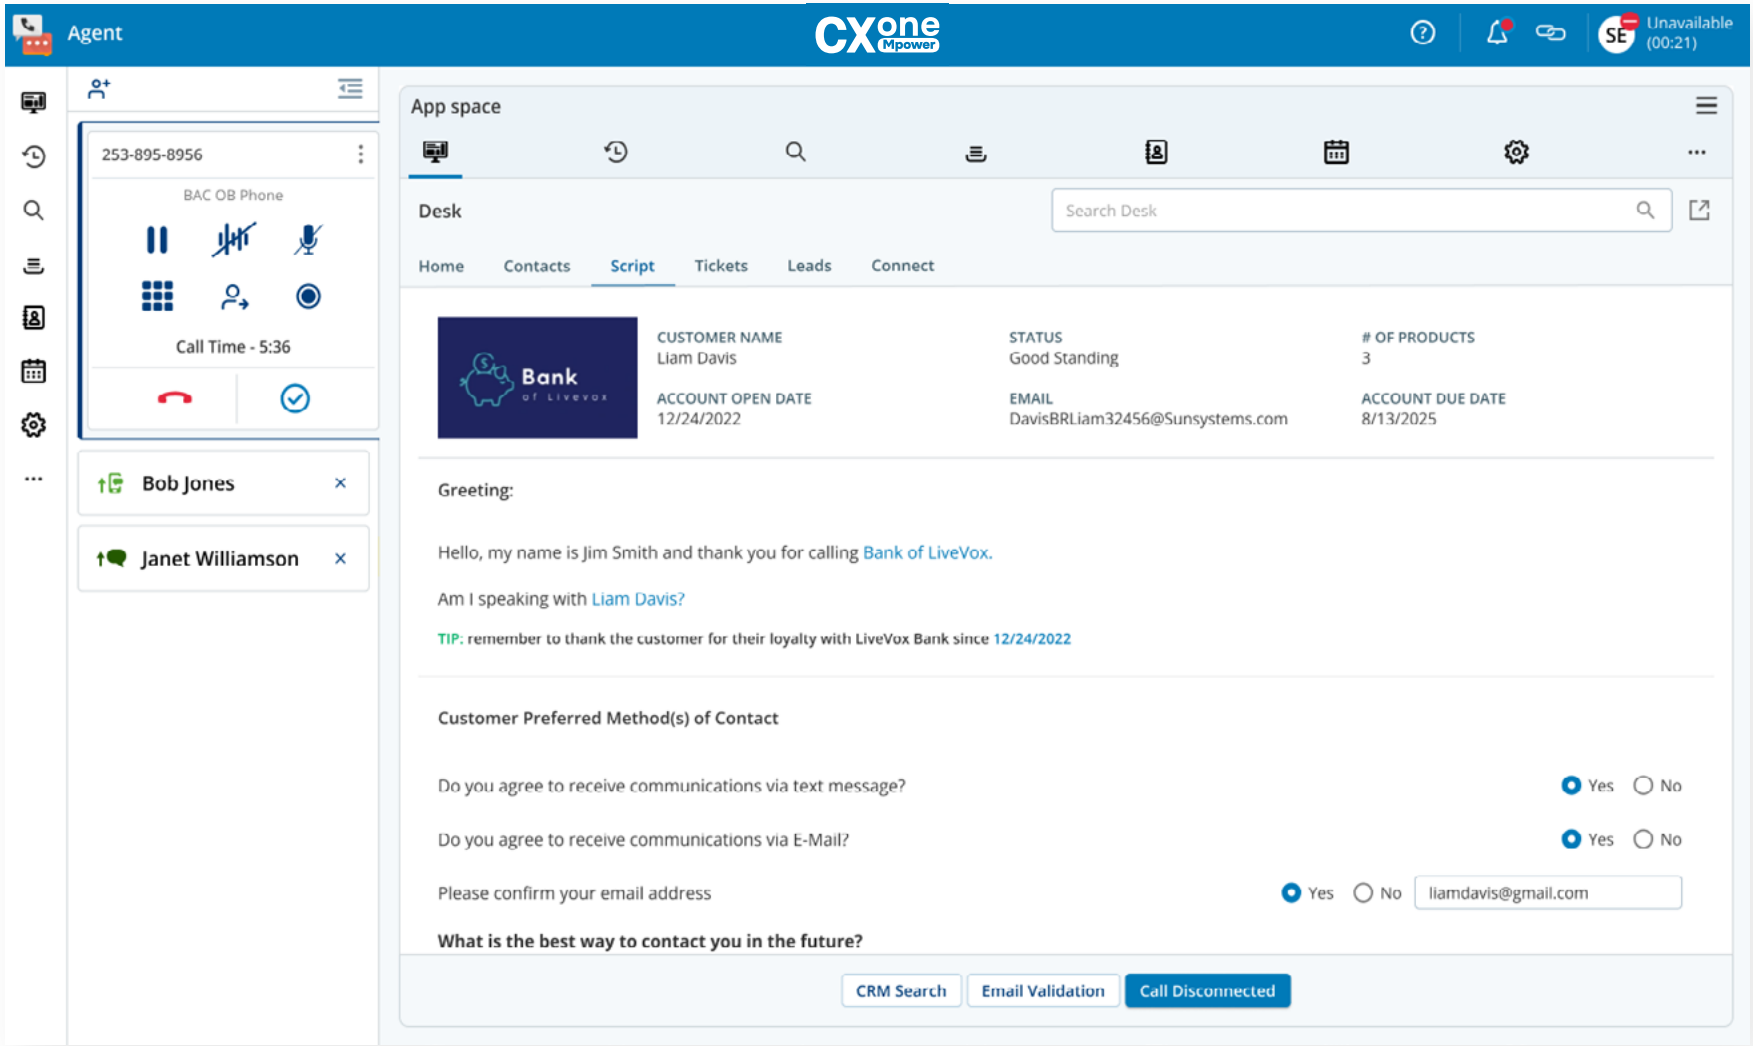 Agent
CXone
Mpower
SE
Unavailable
(00:21)
253-895-8956
BAC OB Phone
Call Time - 5:36
Bob Jones
Janet Williamson
App space
Desk
Search Desk
Home Contacts Script Tickets Leads Connect
Bank
of Livevox
CUSTOMER NAME
Liam Davis
STATUS
Good Standing
# OF PRODUCTS
3
ACCOUNT OPEN DATE
12/24/2022
EMAIL
DavisBRLiam32456@Sunsystems.com
ACCOUNT DUE DATE
8/13/2025
Greeting:
Hello, my name is Jim Smith and thank you for calling Bank of LiveVox.
Am I speaking with Liam Davis?
TIP: remember to thank the customer for their loyalty with LiveVox Bank since 12/24/2022
Customer Preferred Method(s) of Contact
Do you agree to receive communications via text message? Yes No
Do you agree to receive communications via E-Mail? Yes No
Please confirm your email address Yes No liamdavis@gmail.com
What is the best way to contact you in the future?
CRM Search Email Validation Call Disconnected